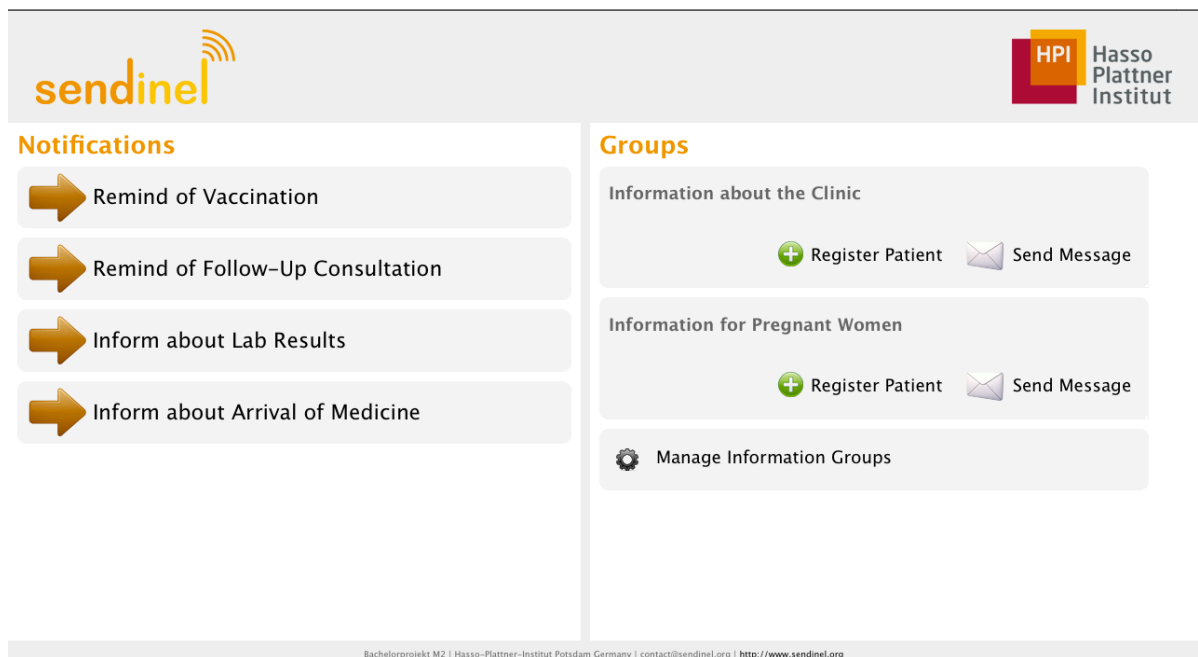 sendinel
HPI
Hasso
Plattner
Institut
Notifications
Remind of Vaccination
Remind of Follow-Up Consultation
Inform about Lab Results
Inform about Arrival of Medicine
Groups
Information about the Clinic
Register Patient Send Message
Information for Pregnant Women
Register Patient Send Message
Manage Information Groups
Bachelorprojekt M2 | Hasso-Plattner-Institut Potsdam Germany | contact@sendinel.org | http://www.sendinel.org